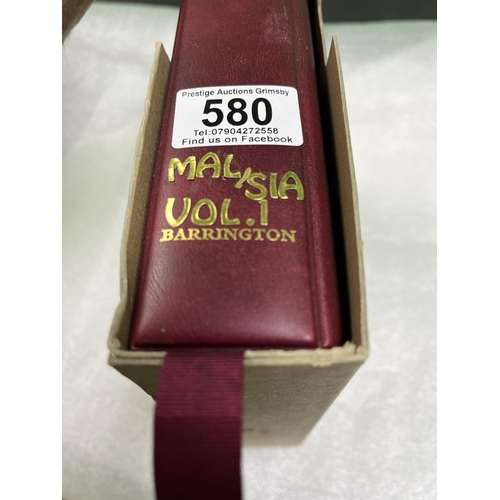 Prestige Auctions Grimsby
580
Tel:07904272558
Find us on Facebook
MALYSIA
VOL.1
BARRINGTON